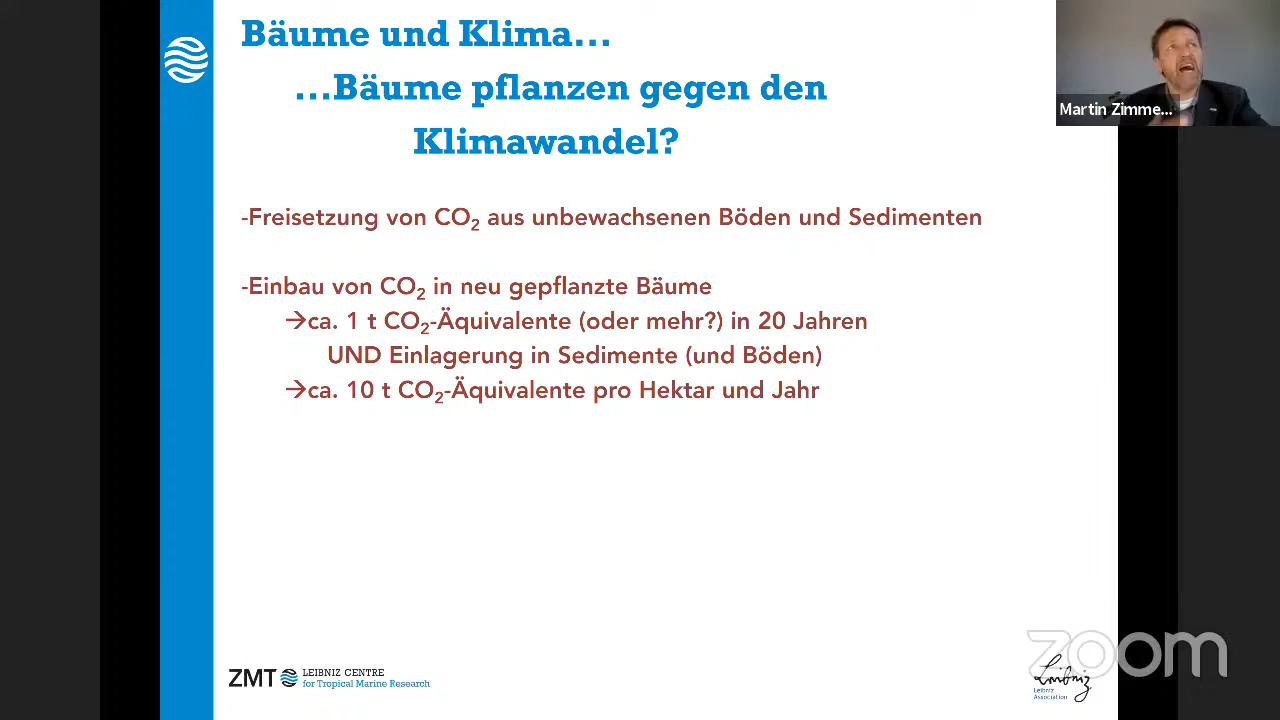 Bäume und Klima...
...Bäume pflanzen gegen den
Klimawandel?
Martin Zimme...
-Freisetzung von CO₂ aus unbewachsenen Böden und Sedimenten
-Einbau von CO₂ in neu gepflanzte Bäume
→ca. 1 t CO₂-Äquivalente (oder mehr?) in 20 Jahren
UND Einlagerung in Sedimente (und Böden)
→ca. 10 t CO₂-Äquivalente pro Hektar und Jahr
ZMT LEIBNIZ CENTRE
for Tropical Marine Research
zoom
Leibniz
Leibniz
Association